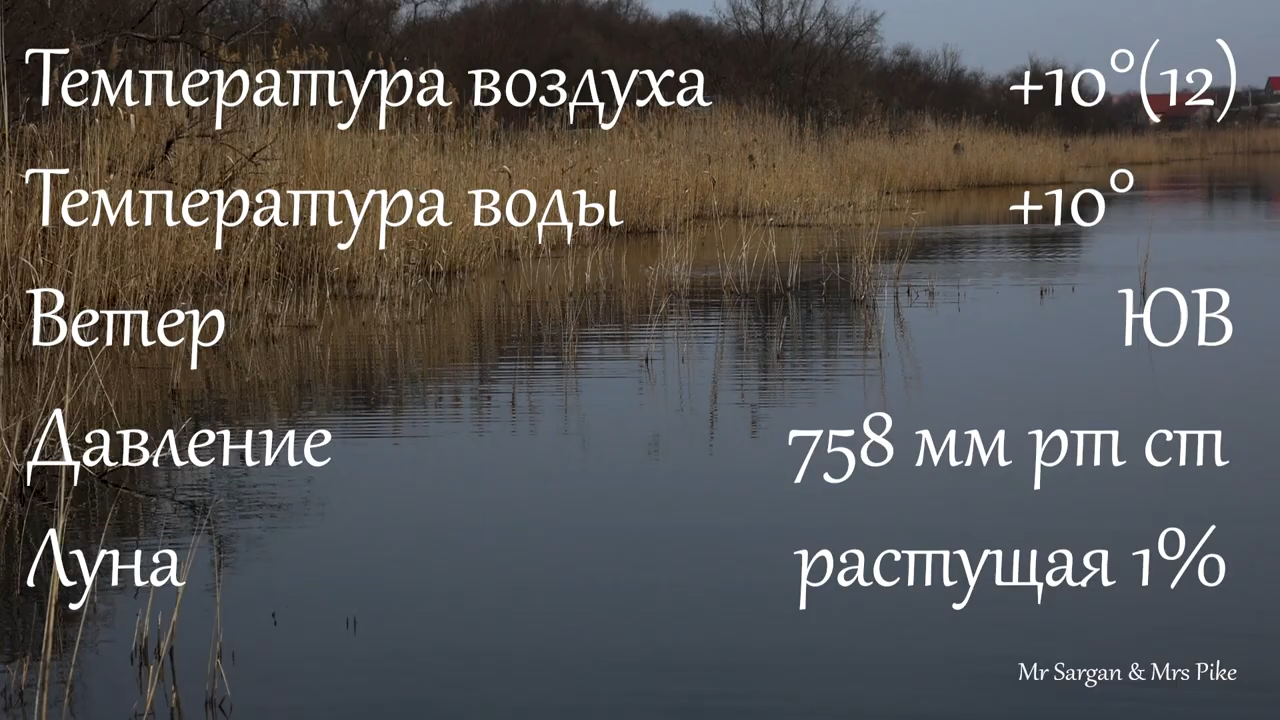 Температура воздуха +10°(12)
Температура воды +10°
Ветер ЮВ
Давление 758 мм рт ст
Луна растущая 1%
Mr Sargan & Mrs Pike